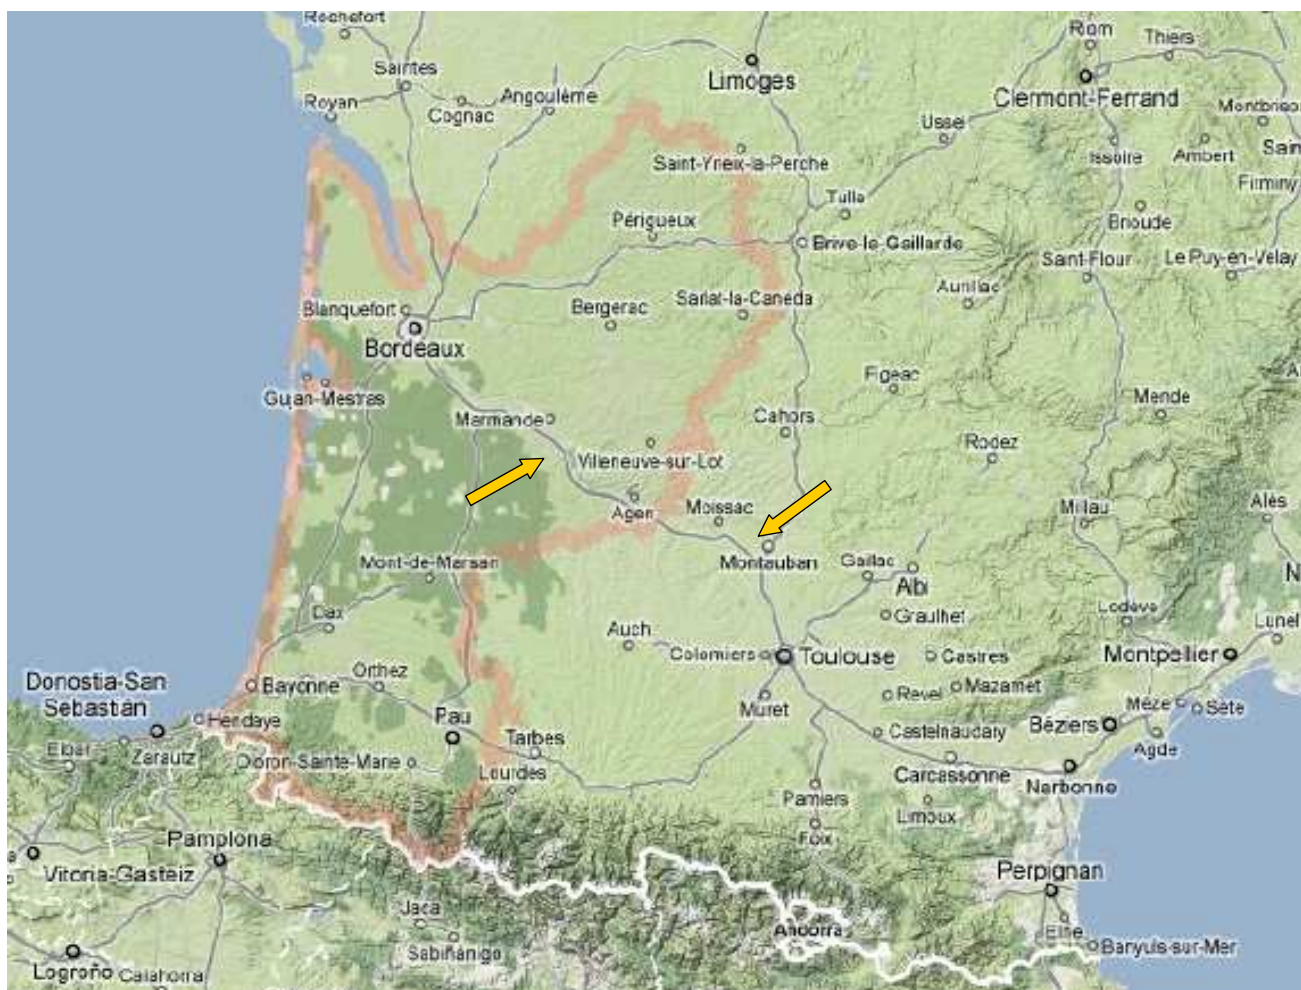 Rochefort
Riom
Thiers
Saintes
Limoges
Clermont-Ferrand
Royan
Cognac
Angoulème
Montbriso
Ussel
Saint-Yrieix-la-Perche
Issoire
Ambert
Sain
Firminy
Tulle
Périgueux
Brioude
Brive-la-Gaillarde
Saint-Flour
Le Puy-en-Velay
Blanquefort
Bergerac
Sarlat-la-Canéda
Aurillac
Bordeaux
Figeac
Gujan-Mestras
Mende
Marmande
Cahors
Rodez
Villeneuve-sur-Lot
Agen
Moissac
Millau
Alès
Mont-de-Marsan
Montauban
Gaillac
Albi
N
Dax
Graulhet
Lodève
Lunel
Auch
Colomiers
Toulouse
Castres
Montpellier
Donostia-San
Sebastián
Bayonne
Orthez
Revel
Mazamet
Mèze
Sète
Hendaye
Pau
Muret
Castelnaudary
Béziers
Eibar
Zarautz
Tarbes
Agde
Oloron-Sainte-Marie
Lourdes
Carcassonne
Narbonne
Pamiers
Limoux
Pamplona
Foix
Vitoria-Gasteiz
Perpignan
Jaca
Andorra
Elne
Sabiñánigo
Banyuls-sur-Mer
Logroño
Calahorra